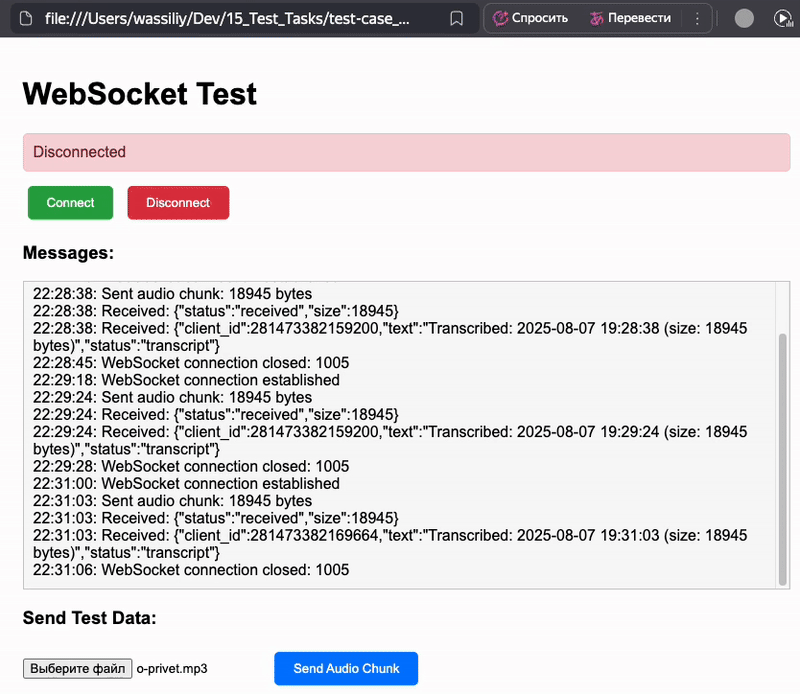 file:///Users/wassiliy/Dev/15_Test_Tasks/test-case_...
Спросить
Перевести
WebSocket Test
Disconnected
Connect
Disconnect
Messages:
22:28:38: Sent audio chunk: 18945 bytes
22:28:38: Received: {"status":"received","size":18945}
22:28:38: Received: {"client_id":281473382159200,"text":"Transcribed: 2025-08-07 19:28:38 (size: 18945
bytes)","status":"transcript"}
22:28:45: WebSocket connection closed: 1005
22:29:18: WebSocket connection established
22:29:24: Sent audio chunk: 18945 bytes
22:29:24: Received: {"status":"received","size":18945}
22:29:24: Received: {"client_id":281473382159200,"text":"Transcribed: 2025-08-07 19:29:24 (size: 18945
bytes)","status":"transcript"}
22:29:28: WebSocket connection closed: 1005
22:31:00: WebSocket connection established
22:31:03: Sent audio chunk: 18945 bytes
22:31:03: Received: {"status":"received","size":18945}
22:31:03: Received: {"client_id":281473382169664,"text":"Transcribed: 2025-08-07 19:31:03 (size: 18945
bytes)","status":"transcript"}
22:31:06: WebSocket connection closed: 1005
Send Test Data:
Выберите файл
o-privet.mp3
Send Audio Chunk